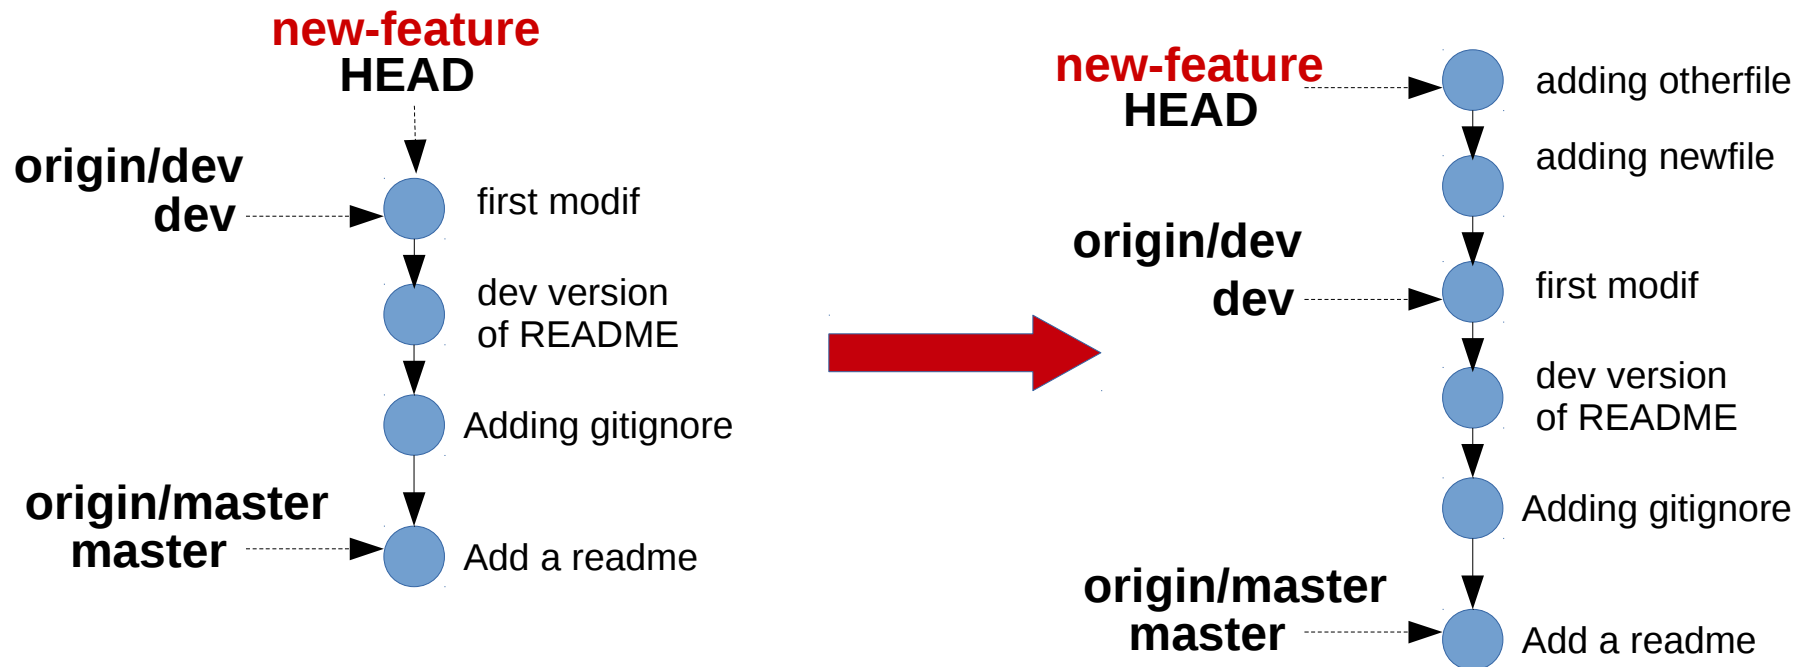 new-feature
HEAD
origin/dev
dev
first modif
dev version
of README
Adding gitignore
origin/master
master
Add a readme
new-feature
HEAD
adding otherfile
adding newfile
origin/dev
dev
first modif
dev version
of README
Adding gitignore
origin/master
master
Add a readme